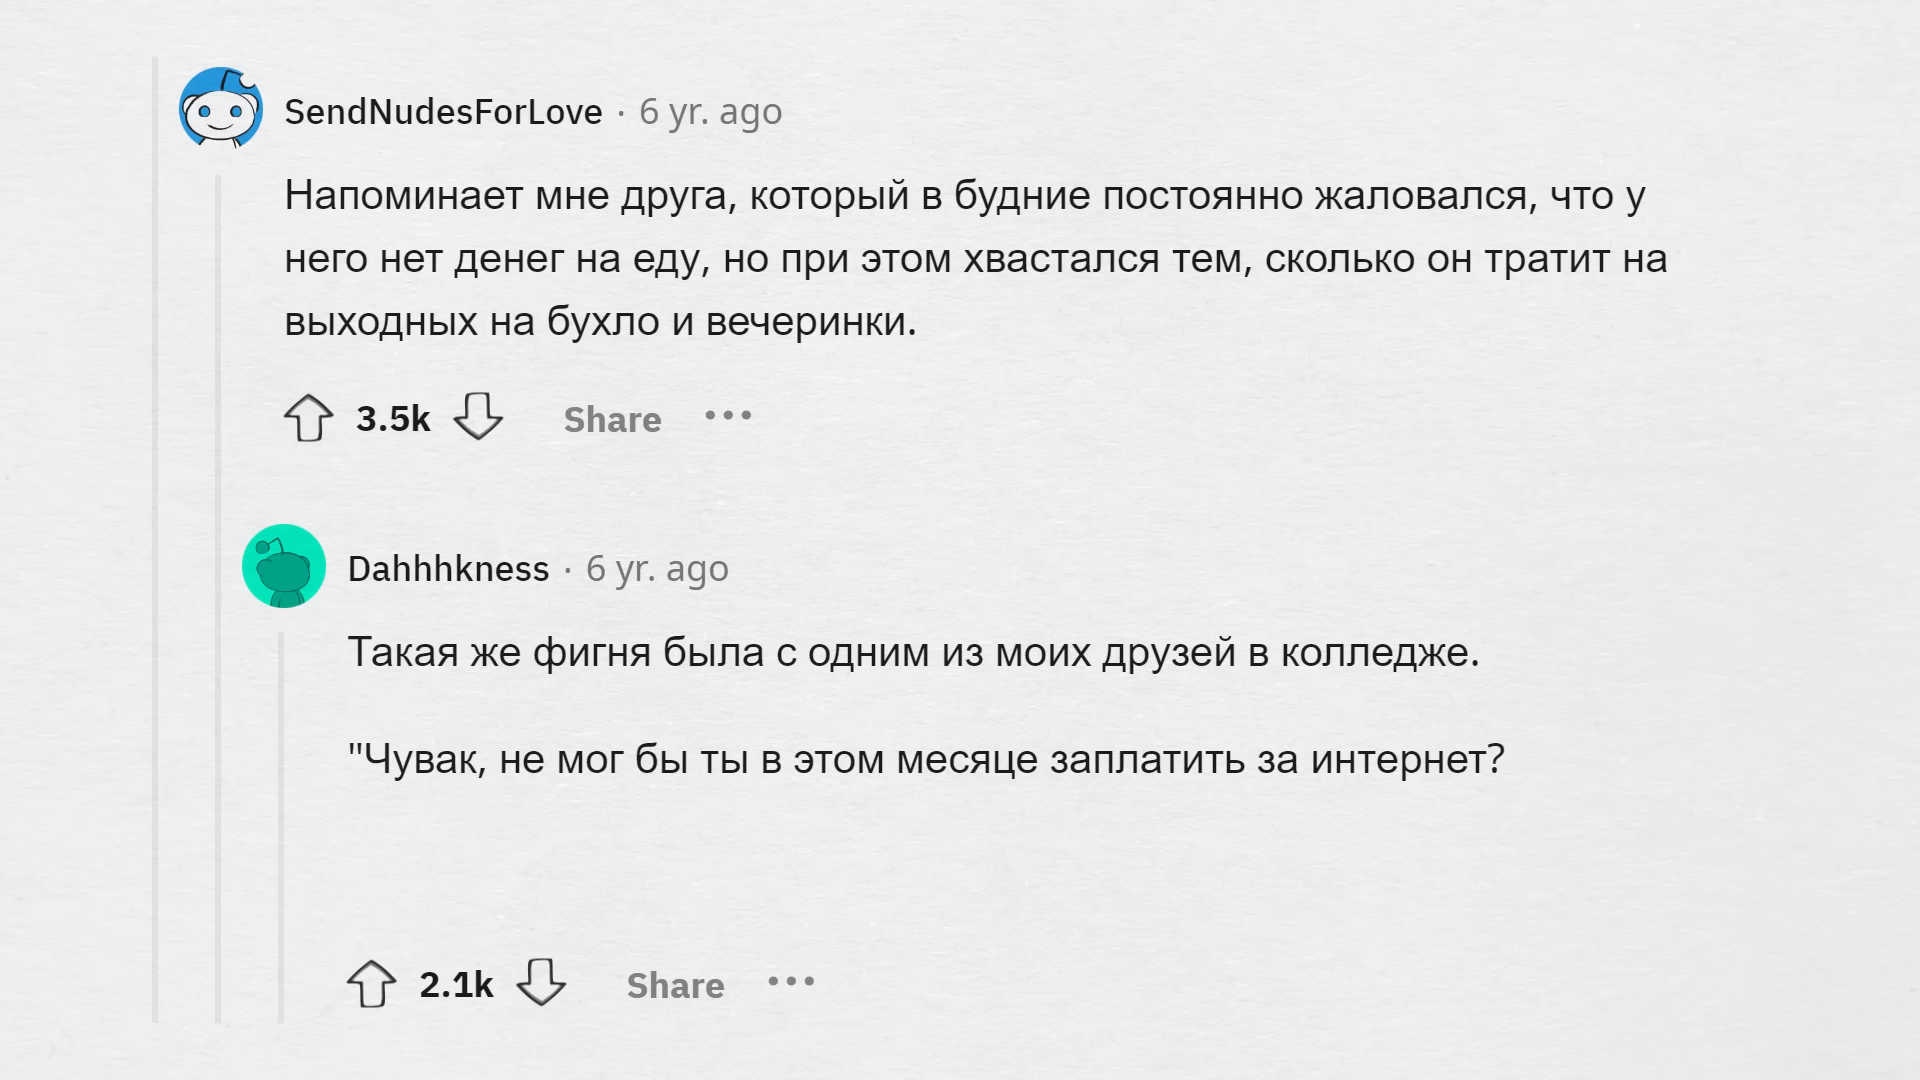 SendNudesForLove · 6 yr. ago
Напоминает мне друга, который в будние постоянно жаловался, что у
него нет денег на еду, но при этом хвастался тем, сколько он тратит на
выходных на бухло и вечеринки.
3.5k Share •••
Dahhhkness · 6 yr. ago
Такая же фигня была с одним из моих друзей в колледже.
"Чувак, не мог бы ты в этом месяце заплатить за интернет?
2.1k Share •••